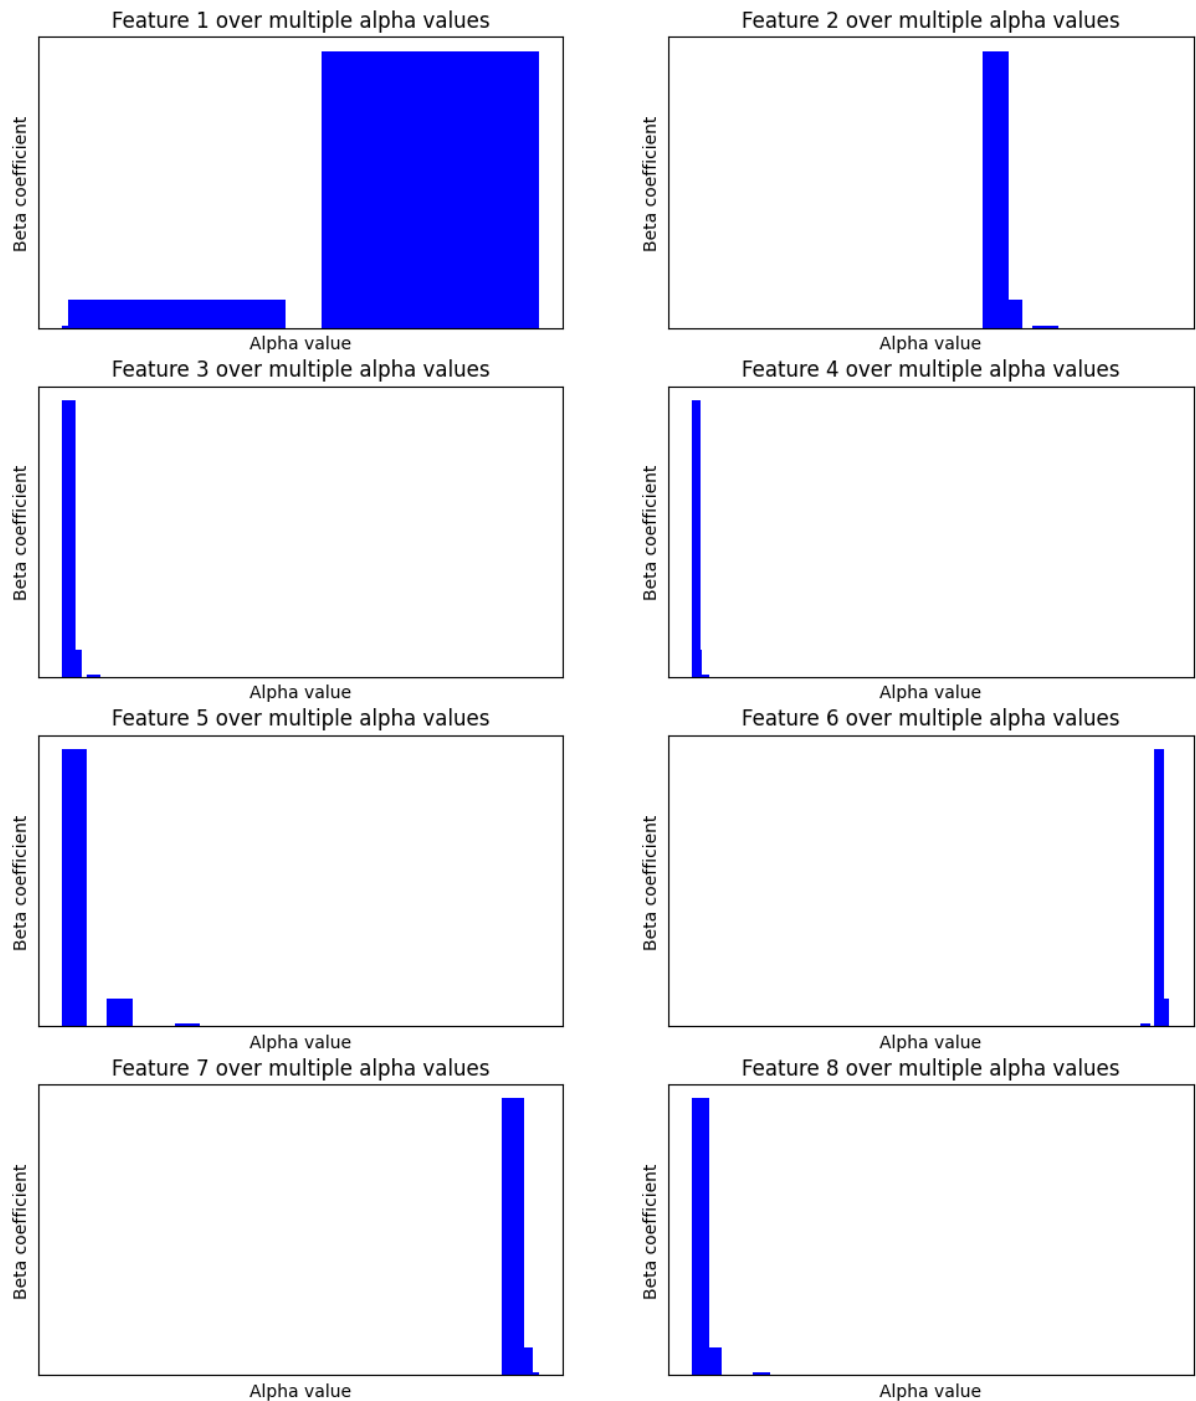 Feature 1 over multiple alpha values
Beta coefficient
Alpha value
Feature 2 over multiple alpha values
Beta coefficient
Alpha value
Feature 3 over multiple alpha values
Beta coefficient
Alpha value
Feature 4 over multiple alpha values
Beta coefficient
Alpha value
Feature 5 over multiple alpha values
Beta coefficient
Alpha value
Feature 6 over multiple alpha values
Beta coefficient
Alpha value
Feature 7 over multiple alpha values
Beta coefficient
Alpha value
Feature 8 over multiple alpha values
Beta coefficient
Alpha value